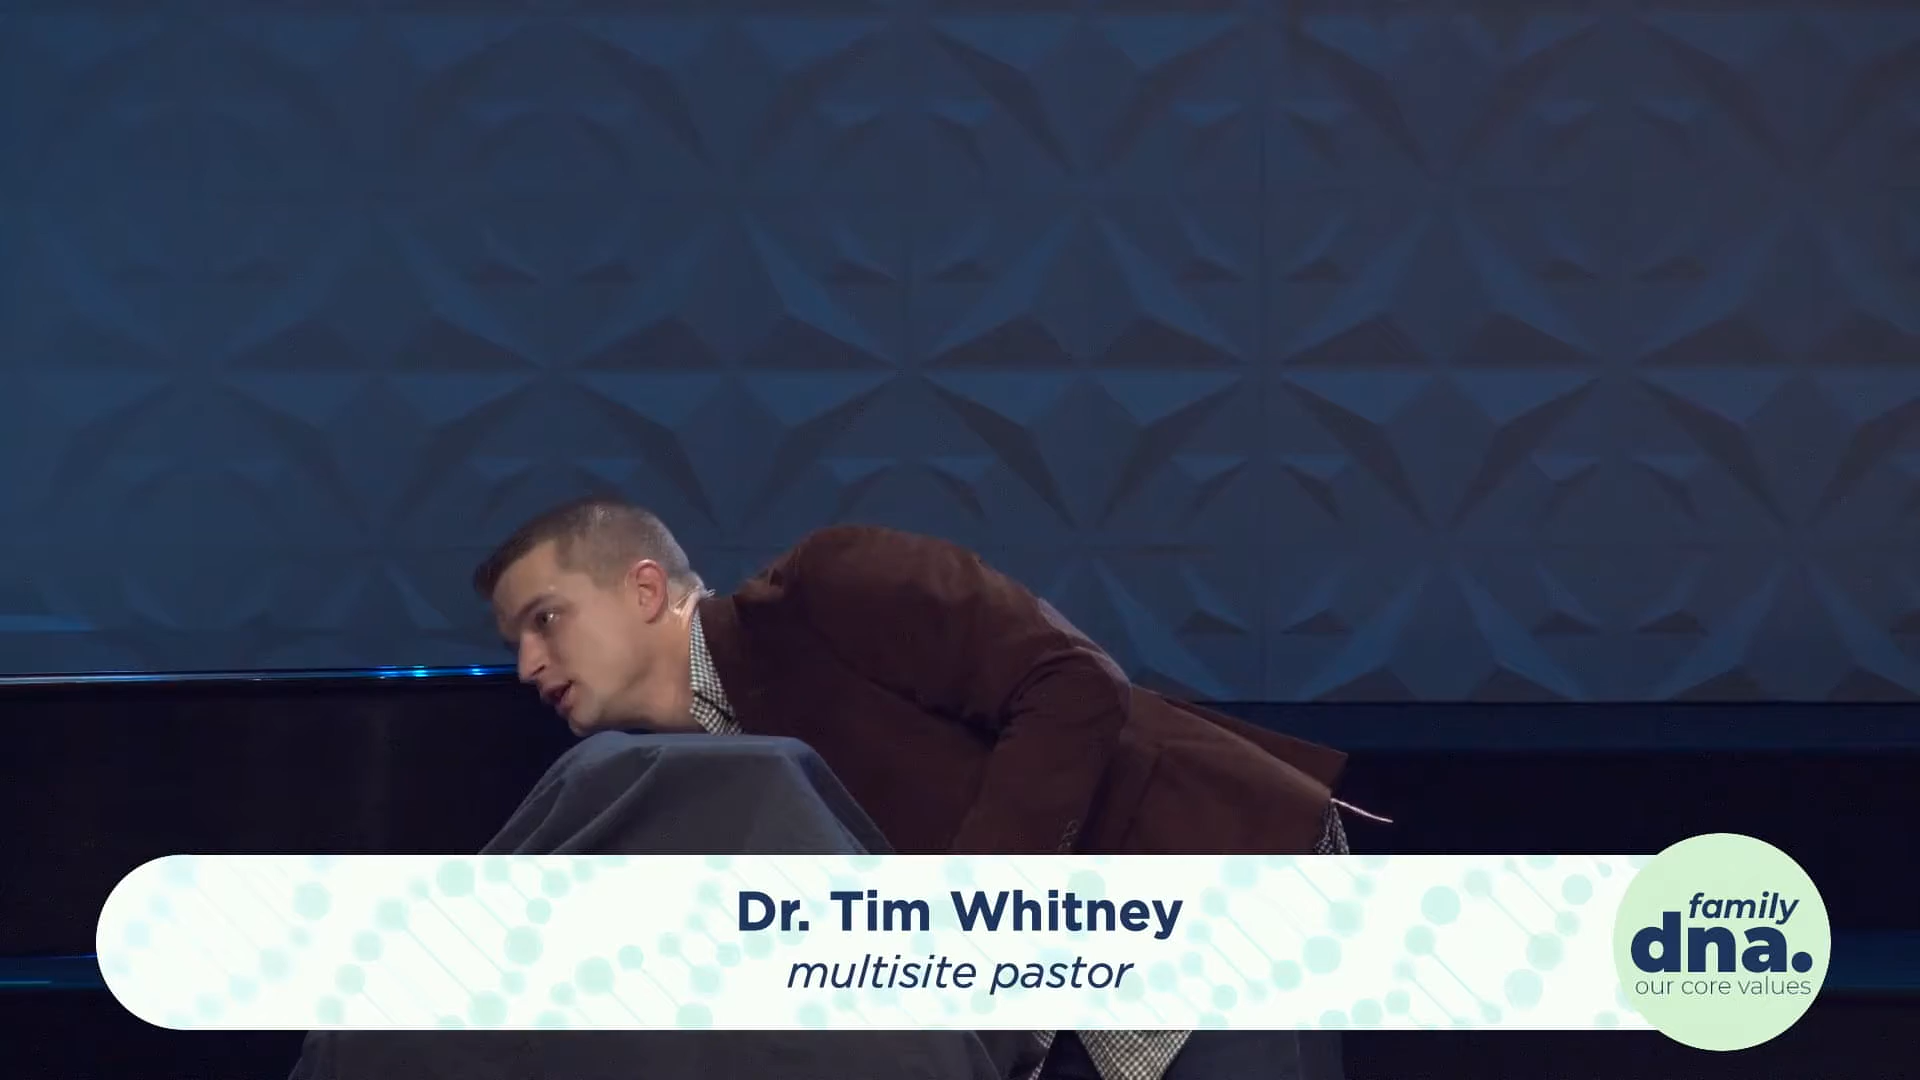 Dr. Tim Whitney
multisite pastor
family
dna.
our core values